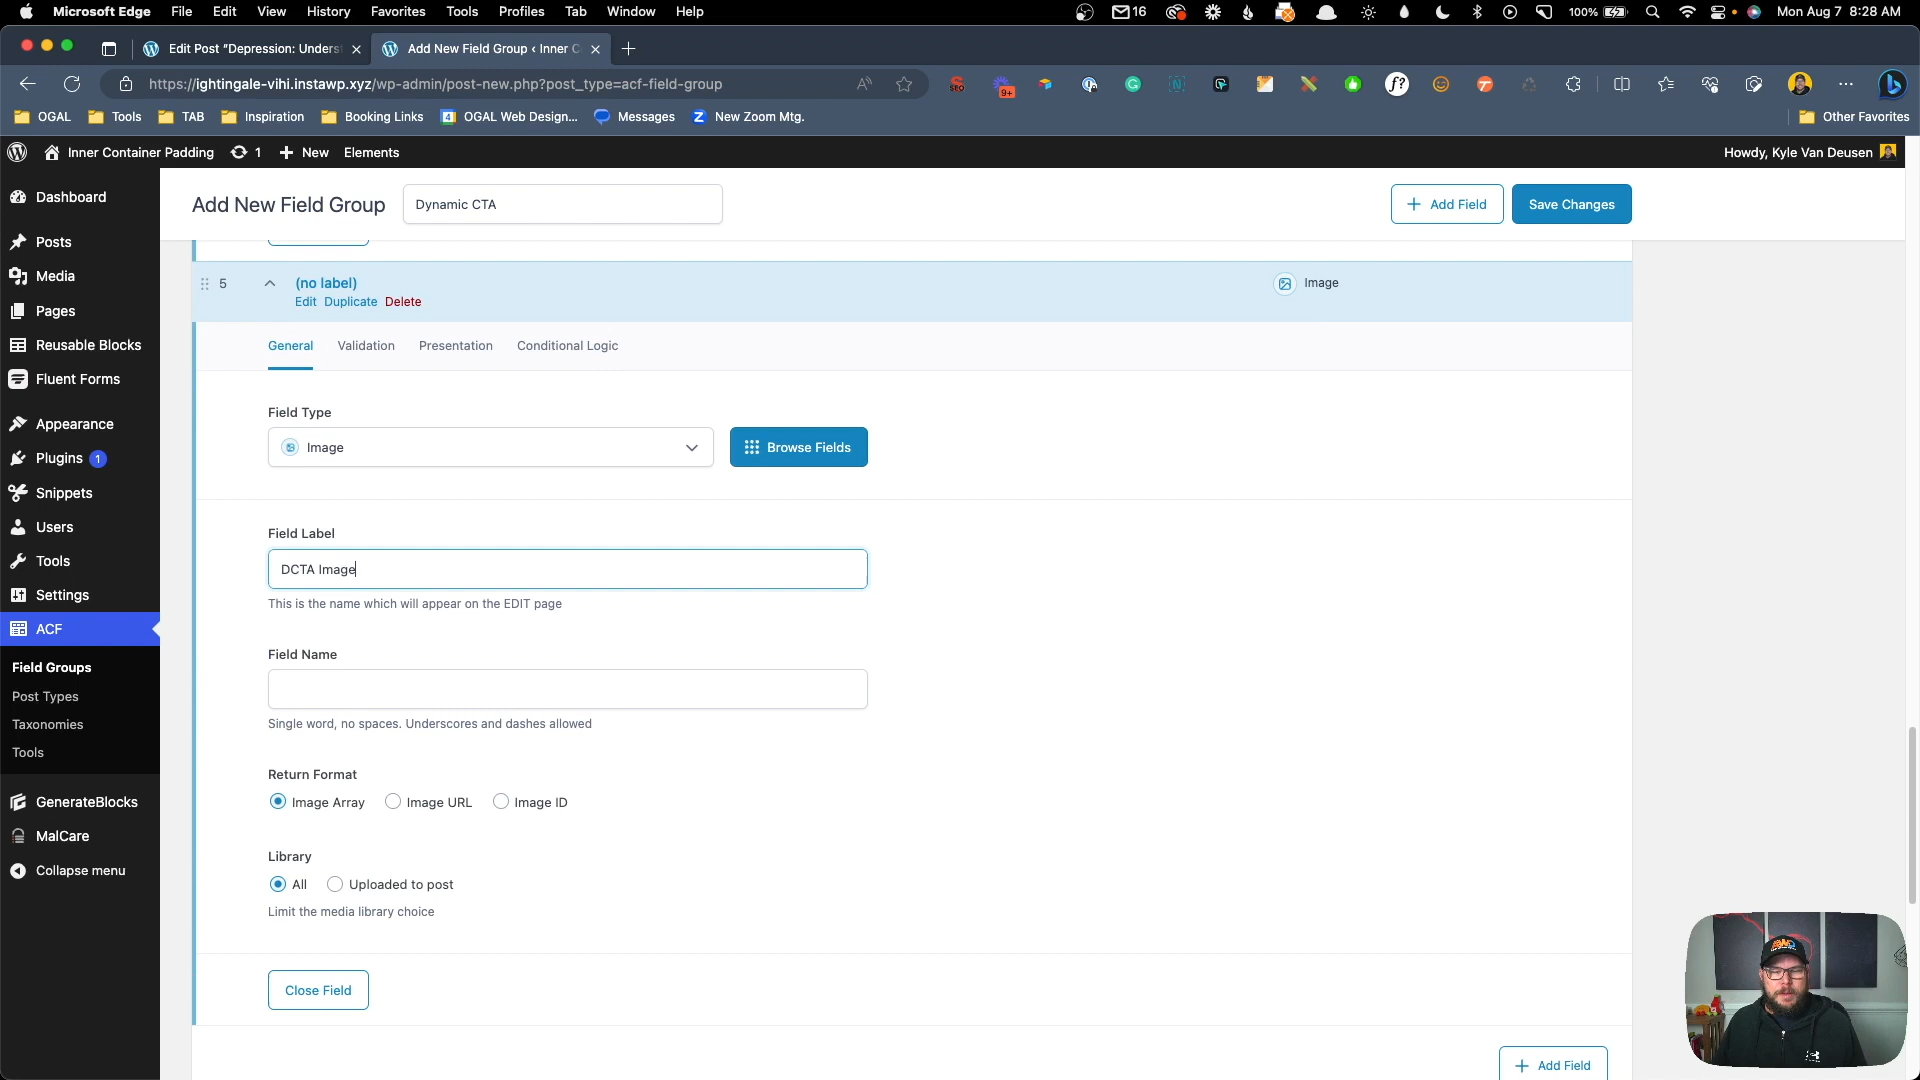 Microsoft Edge File Edit View History Favorites Tools Profiles Tab Window Help 16 100% Mon Aug 7 8:28 AM
Edit Post "Depression: Underst Add New Field Group ‹ Inner C
https://ightingale-vihi.instawp.xyz/wp-admin/post-new.php?post_type=acf-field-group
OGAL Tools TAB Inspiration Booking Links OGAL Web Design... Messages New Zoom Mtg. Other Favorites
Inner Container Padding 1 New Elements Howdy, Kyle Van Deusen
Dashboard
Posts
Media
Pages
Reusable Blocks
Fluent Forms
Appearance
Plugins 1
Snippets
Users
Tools
Settings
ACF
Field Groups
Post Types
Taxonomies
Tools
GenerateBlocks
MalCare
Collapse menu
Add New Field Group Dynamic CTA Add Field Save Changes
5 (no label) Image
Edit Duplicate Delete
General Validation Presentation Conditional Logic
Field Type
Image Browse Fields
Field Label
DCTA Image
This is the name which will appear on the EDIT page
Field Name
Single word, no spaces. Underscores and dashes allowed
Return Format
Image Array Image URL Image ID
Library
All Uploaded to post
Limit the media library choice
Close Field
Add Field